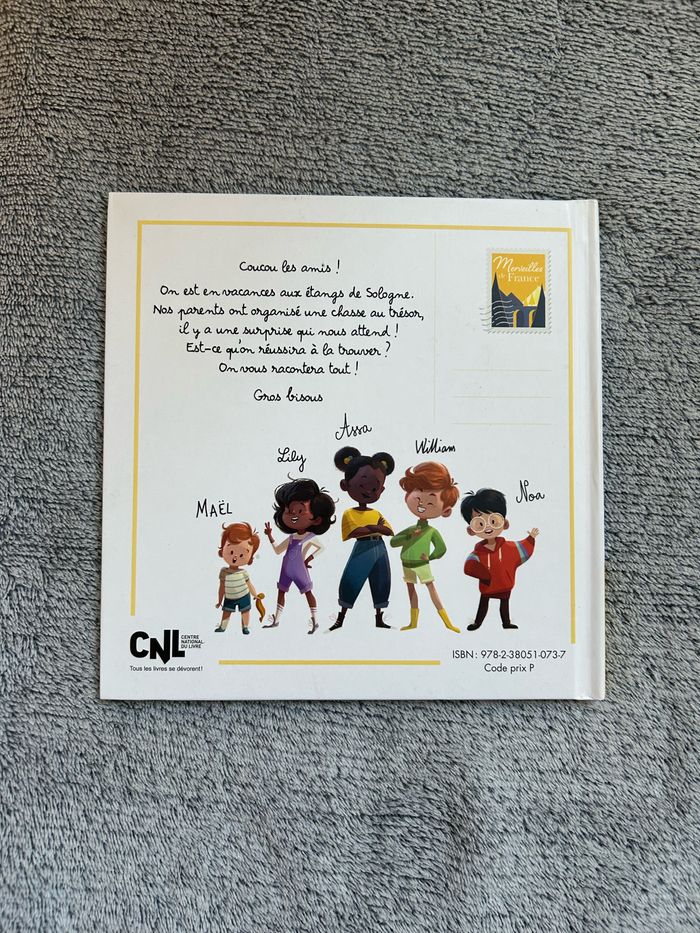 Coucou les amis !
On est en vacances aux étangs de Sologne.
Nos parents ont organisé une chasse au trésor,
il y a une surprise qui nous attend !
Est-ce qu'on réussira à la trouver ?
On vous racontera tout !
Gros bisous
Merveilles
de France
Assa
William
Lily
Noa
MAËL
CNL CENTRE
NATIONAL
DU LIVRE
Tous les livres se dévorent !
ISBN : 978-2-38051-073-7
Code prix P